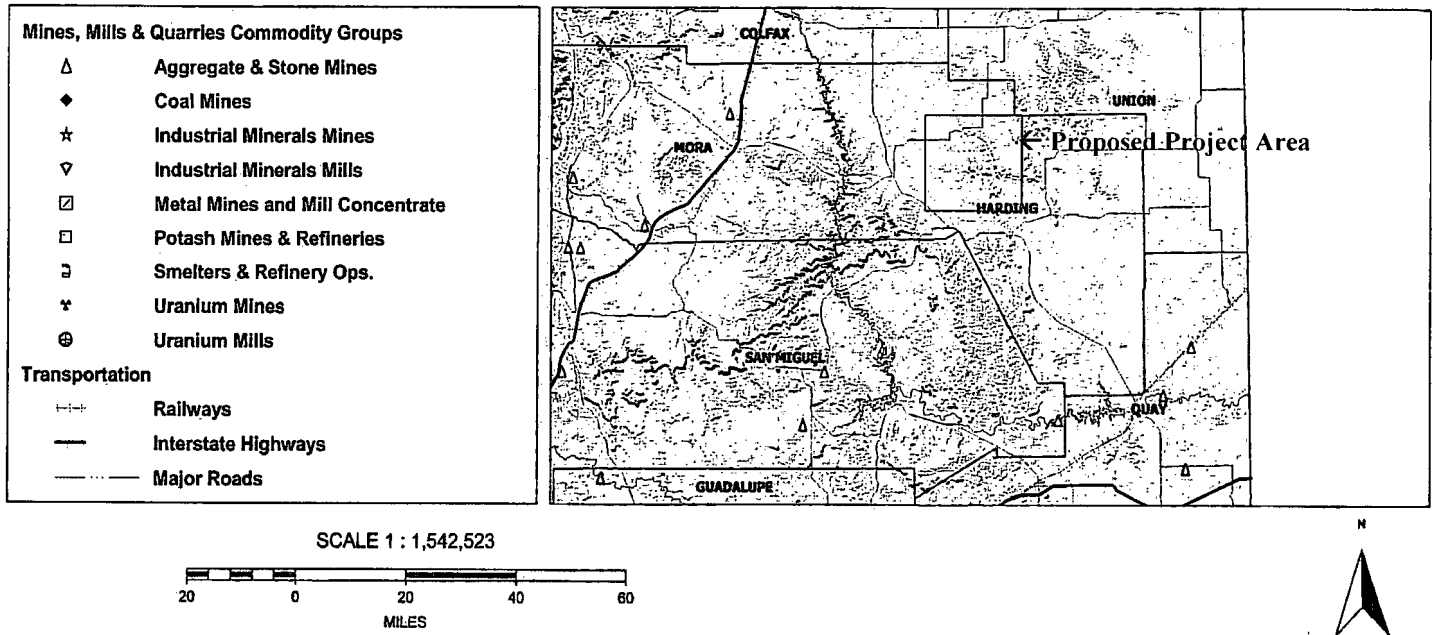 Mines, Mills & Quarries Commodity Groups
Aggregate & Stone Mines
Coal Mines
Industrial Minerals Mines
Industrial Minerals Mills
Metal Mines and Mill Concentrate
Potash Mines & Refineries
Smelters & Refinery Ops.
Uranium Mines
Uranium Mills
Transportation
Railways
Interstate Highways
Major Roads
COLFAX
UNION
Proposed Project Area
MORA
HARDING
SAN MIGUEL
QUAY
GUADALUPE
SCALE 1 : 1,542,523
20 0 20 40 60
MILES
N